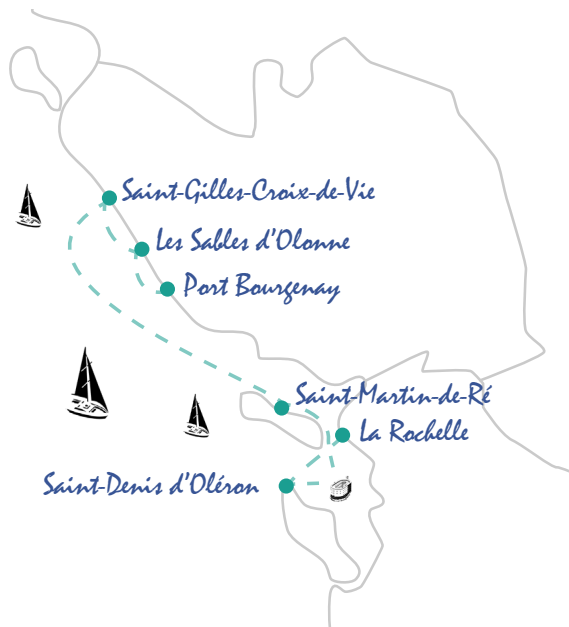 Saint-Gilles-Croix-de-Vie
Les Sables d'Olonne
Port Bourgenay
Saint-Martin-de-Ré
La Rochelle
Saint-Denis d'Oléron